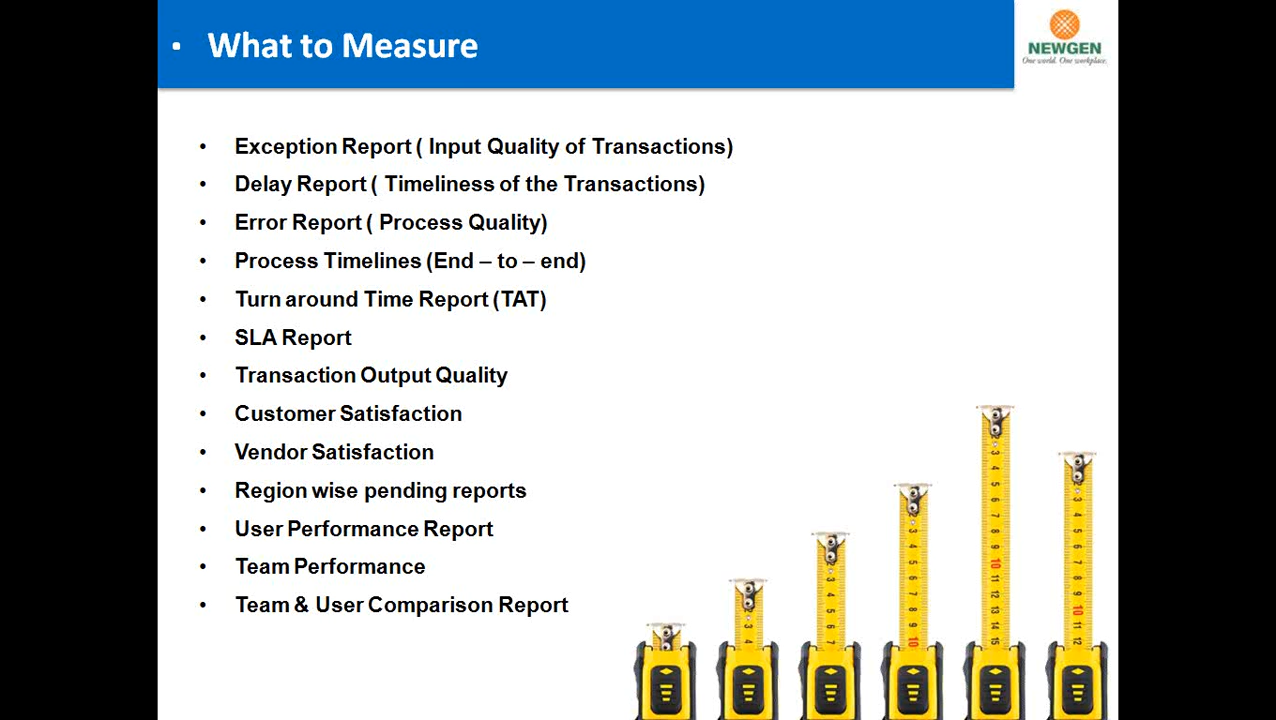 • What to Measure
NEWGEN
One world. One workplace.
• Exception Report ( Input Quality of Transactions)
• Delay Report ( Timeliness of the Transactions)
• Error Report ( Process Quality)
• Process Timelines (End – to – end)
• Turn around Time Report (TAT)
• SLA Report
• Transaction Output Quality
• Customer Satisfaction
• Vendor Satisfaction
• Region wise pending reports
• User Performance Report
• Team Performance
• Team & User Comparison Report